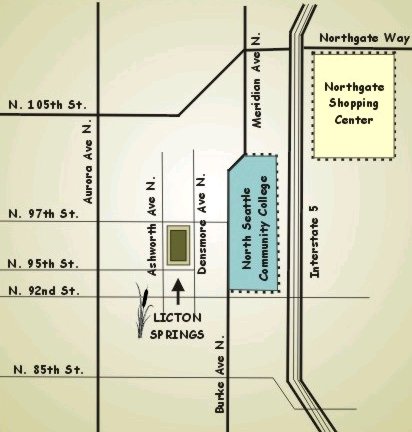 Northgate Way
Meridian Ave N.
Northgate
Shopping
Center
N. 105th St.
Aurora Ave N.
Ashworth Ave N.
Densmore Ave N.
North Seattle
Community College
Interstate 5
N. 97th St.
N. 95th St.
N. 92nd St.
LICTON
SPRINGS
Burke Ave N.
N. 85th St.